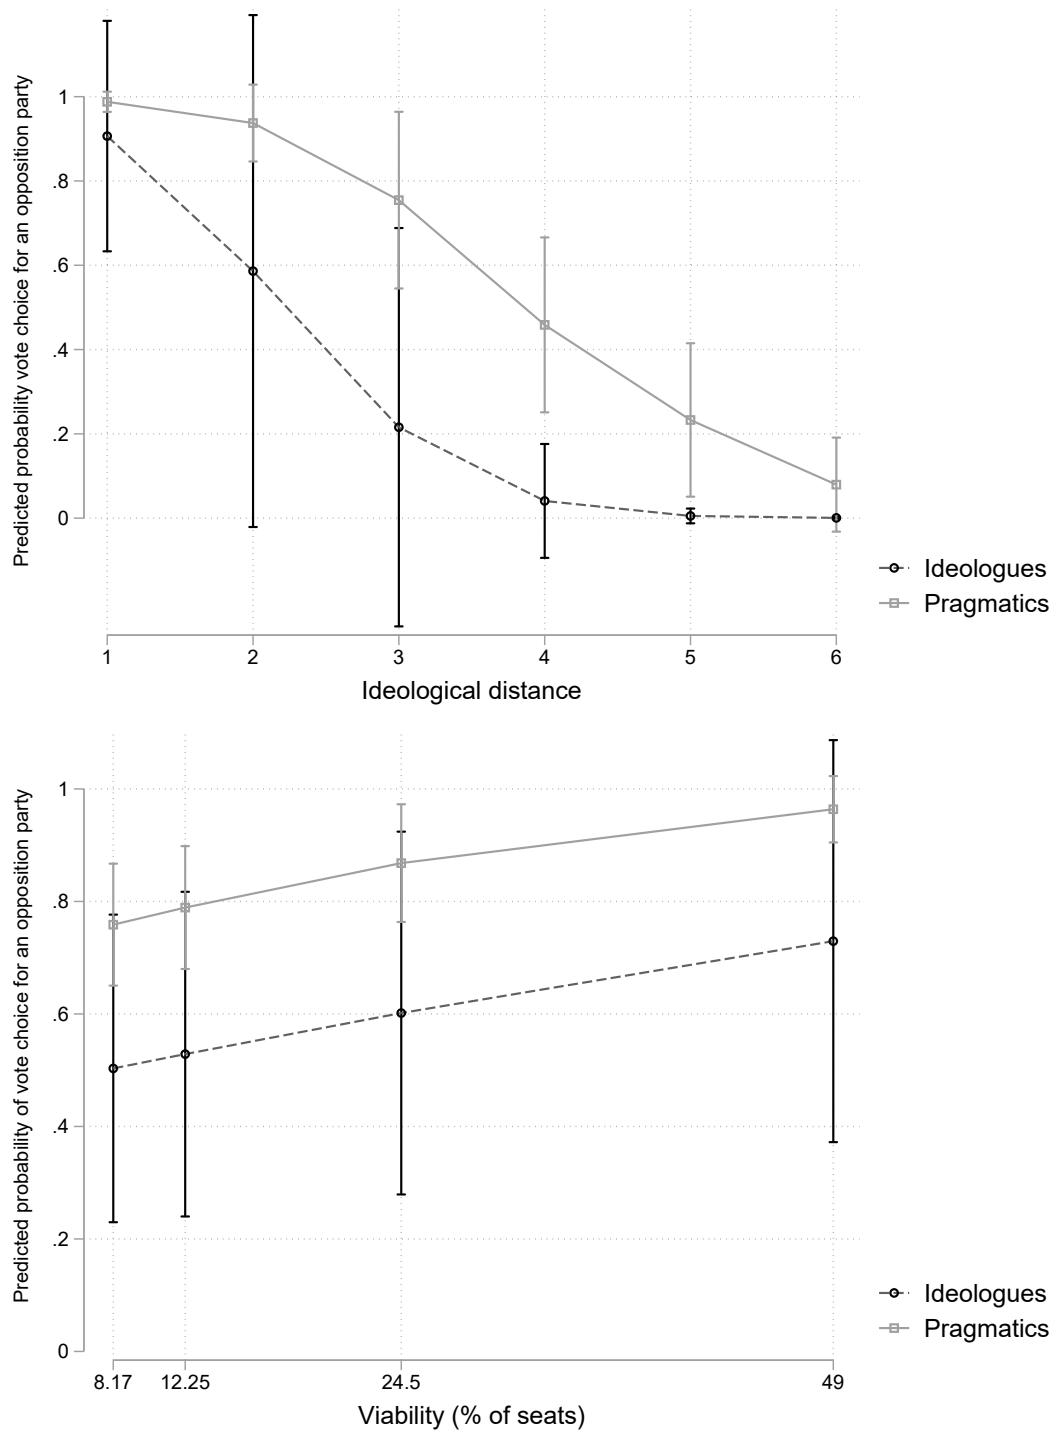 Predicted probability vote choice for an opposition party
1
.8
.6
.4
.2
0
1 2 3 4 5 6
Ideological distance
Ideologues
Pragmatics
Predicted probability of vote choice for an opposition party
1
.8
.6
.4
.2
0
8.17 12.25 24.5 49
Viability (% of seats)
Ideologues
Pragmatics